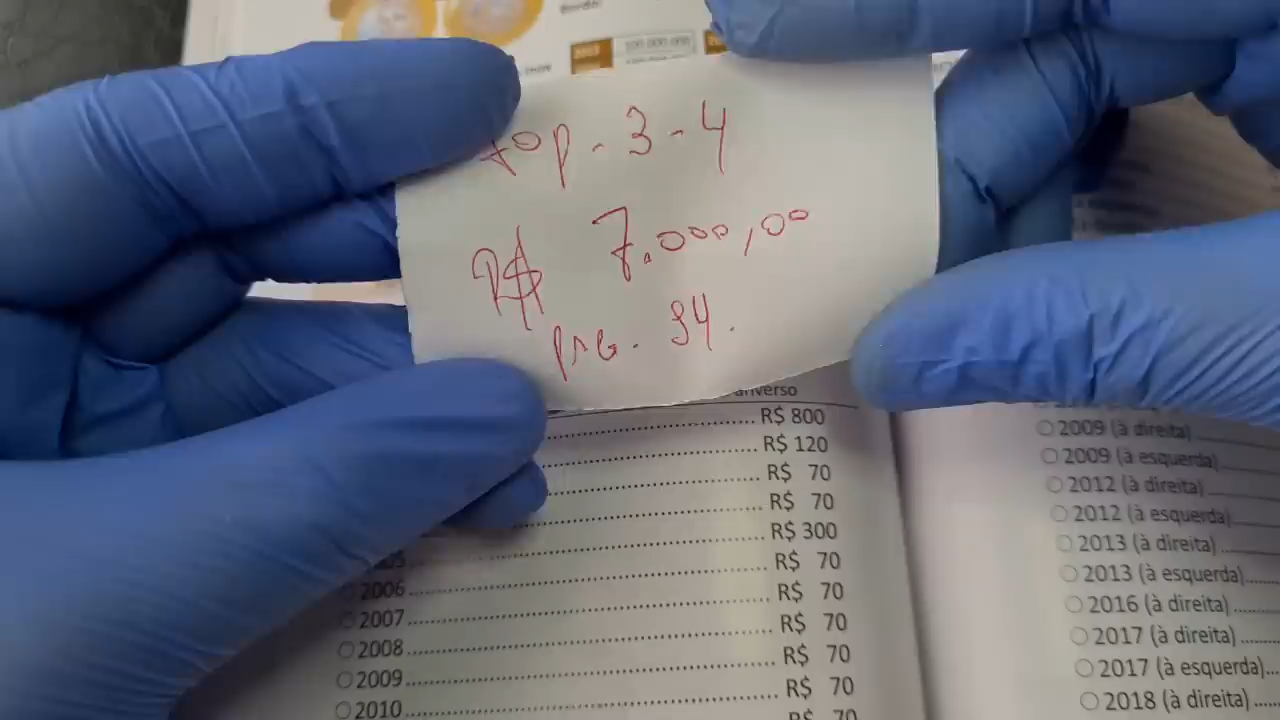 top - 3 - 4
R$ 7.000,00
anverso
R$ 800
R$ 120
R$ 70
R$ 70
R$ 300
R$ 70
2006 R$ 70
2007 R$ 70
2008 R$ 70
2009 R$ 70
2010 R$ 70
2009 (à direita)
2009 (à esquerda)
2012 (à direita)
2012 (à esquerda)
2013 (à direita)
2013 (à esquerda)
2016 (à direita)
2017 (à direita)
2017 (à esquerda)
2018 (à direita)